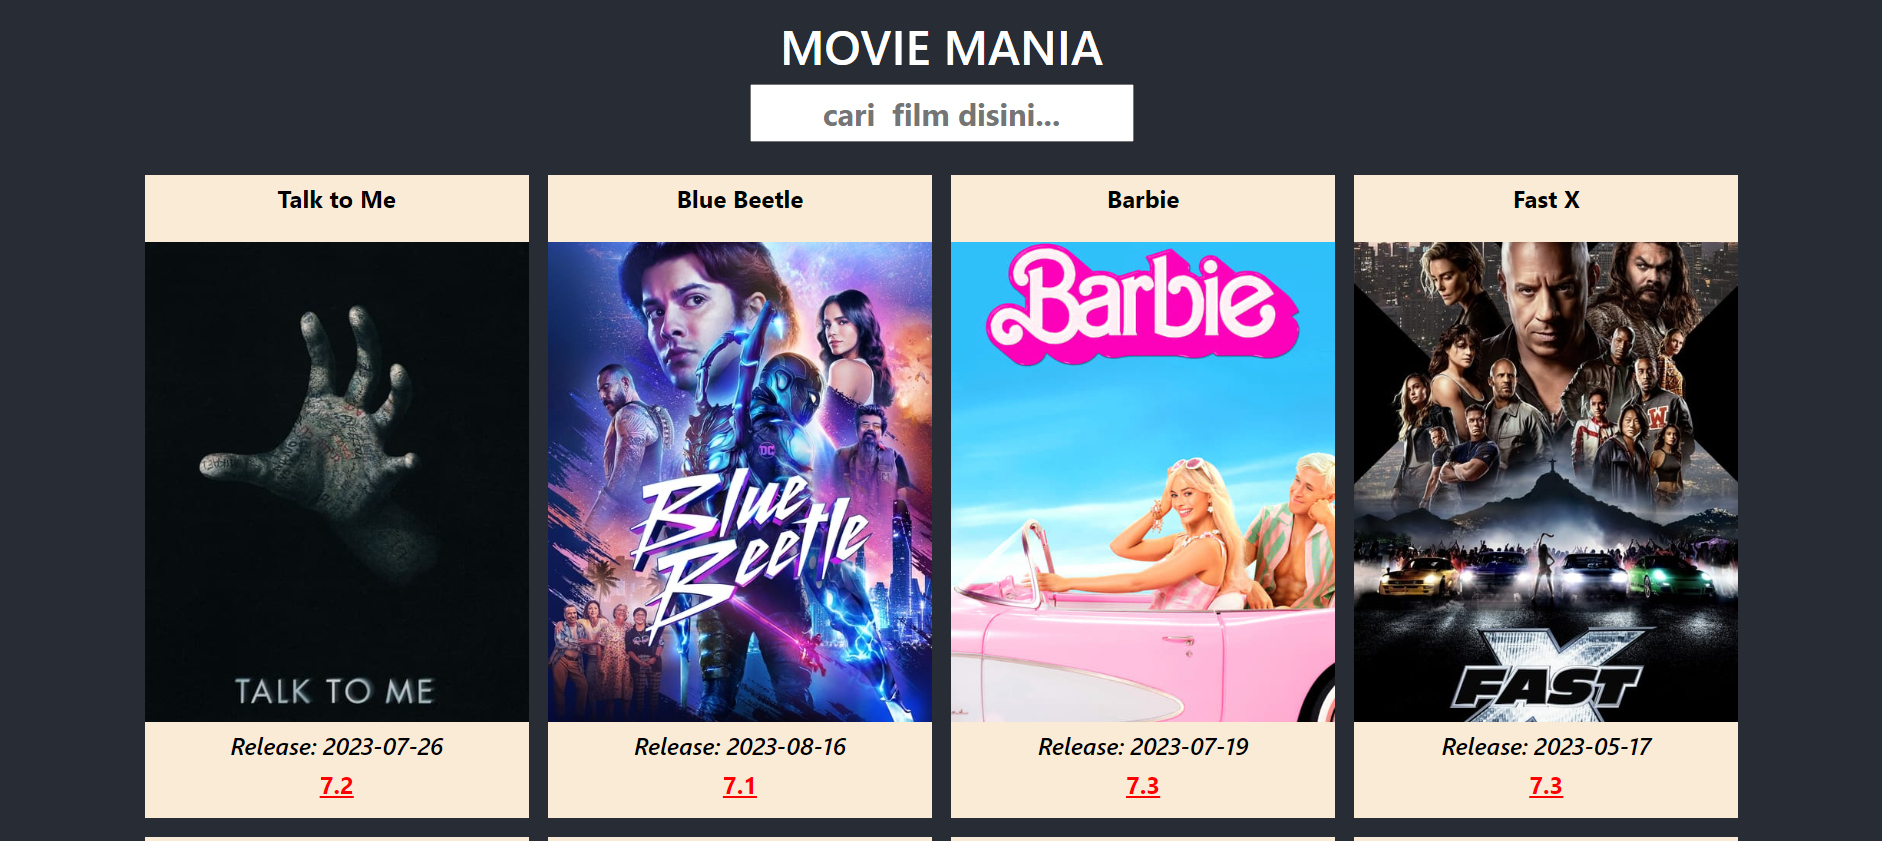 MOVIE MANIA
cari  film disini...
Talk to Me
Blue Beetle
Barbie
Fast X
TALK TO ME
DC
Blue
Beetle
Barbie
W
FAST
X
Release: 2023-07-26
Release: 2023-08-16
Release: 2023-07-19
Release: 2023-05-17
7.2
7.1
7.3
7.3